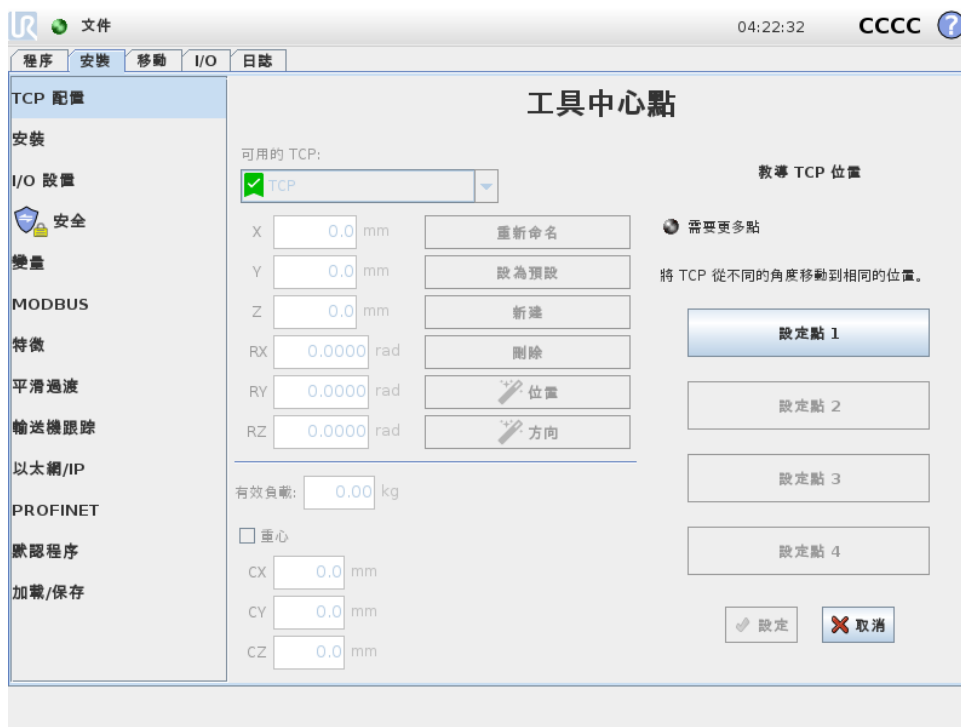 UR 文件 04:22:32 CCCC ?
程序 安裝 移動 I/O 日誌
TCP 配置
安裝
I/O 設置
安全
變量
MODBUS
特徵
平滑過渡
輸送機跟踪
以太網/IP
PROFINET
默認程序
加載/保存
工具中心點
可用的 TCP:
TCP
X 0.0 mm 重新命名
Y 0.0 mm 設為預設
Z 0.0 mm 新建
RX 0.0000 rad 刪除
RY 0.0000 rad 位置
RZ 0.0000 rad 方向
有效負載: 0.00 kg
重心
CX 0.0 mm
CY 0.0 mm
CZ 0.0 mm
教導 TCP 位置
需要更多點
將 TCP 從不同的角度移動到相同的位置。
設定點 1
設定點 2
設定點 3
設定點 4
設定 取消